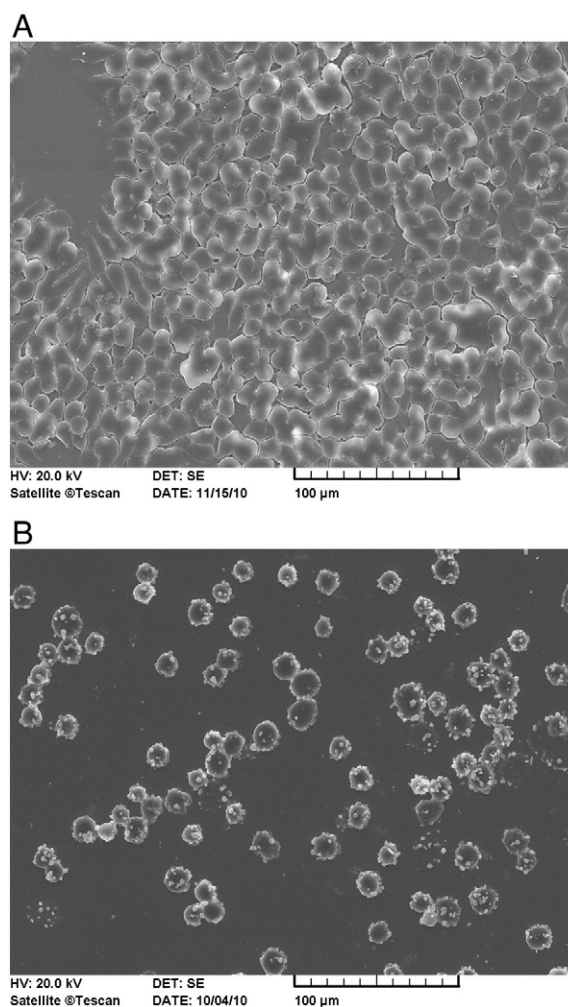 A
HV: 20.0 kV DET: SE
Satellite ©Tescan DATE: 11/15/10 100 µm
B
HV: 20.0 kV DET: SE
Satellite ©Tescan DATE: 10/04/10 100 µm